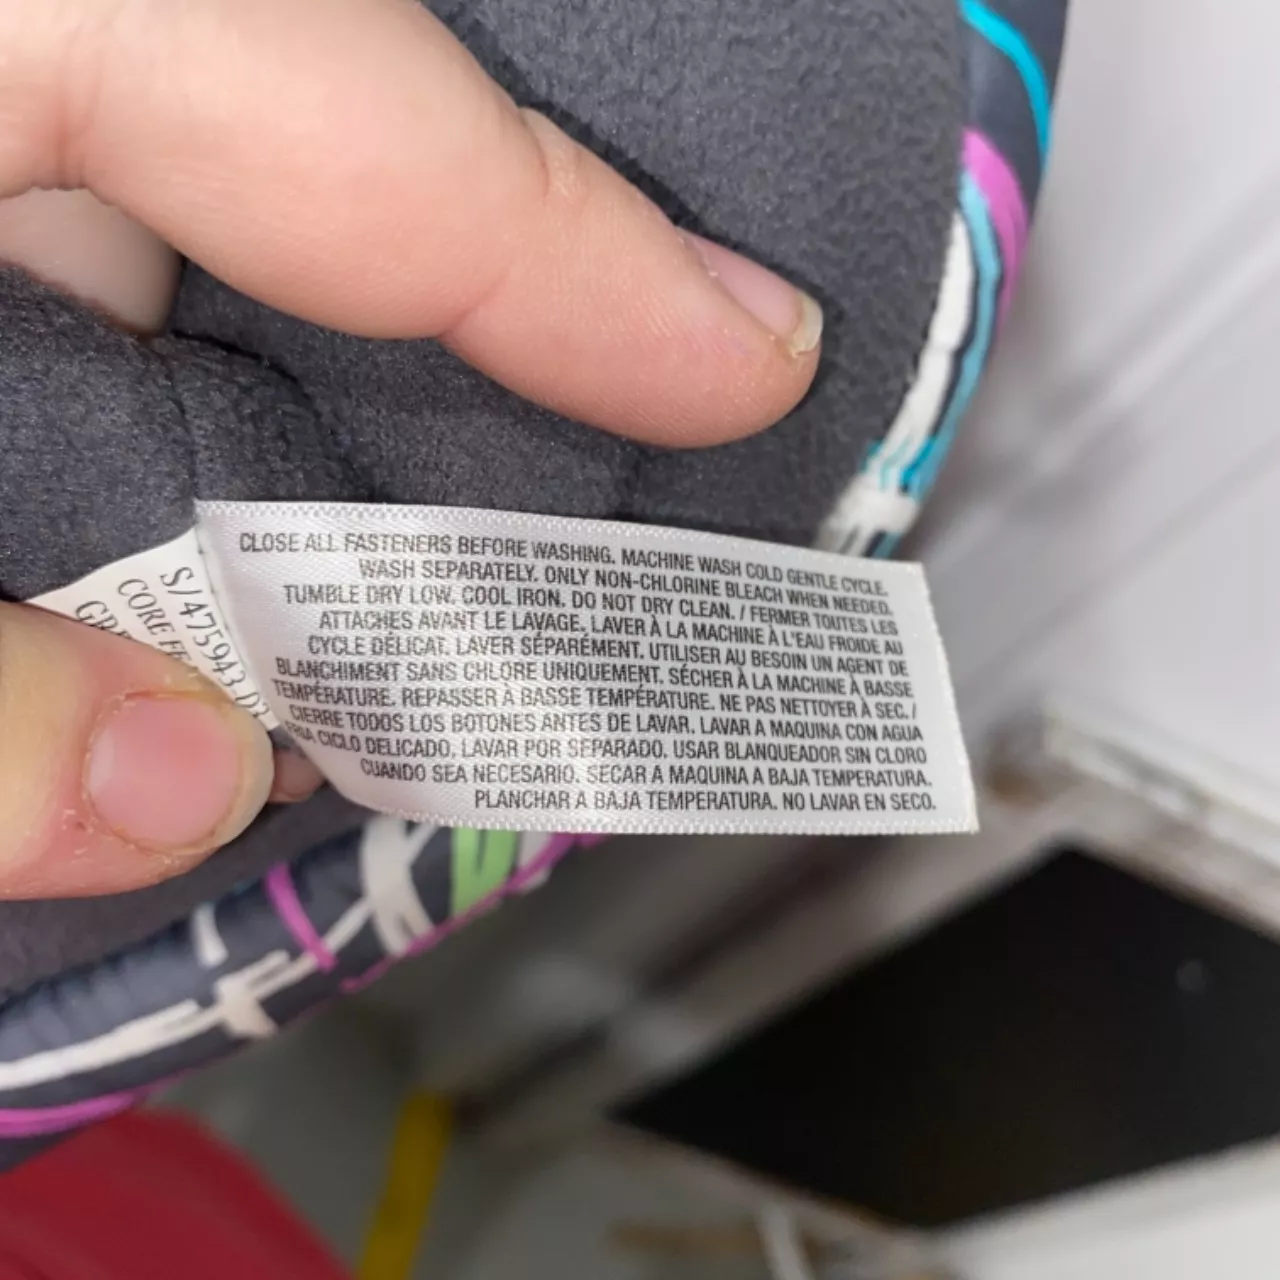 CLOSE ALL FASTENERS BEFORE WASHING. MACHINE WASH COLD GENTLE CYCLE.
WASH SEPARATELY. ONLY NON-CHLORINE BLEACH WHEN NEEDED.
TUMBLE DRY LOW. COOL IRON. DO NOT DRY CLEAN. / FERMER TOUTES LES
ATTACHES AVANT LE LAVAGE. LAVER À LA MACHINE À L'EAU FROIDE AU
CYCLE DÉLICAT. LAVER SÉPARÉMENT. UTILISER AU BESOIN UN AGENT DE
BLANCHIMENT SANS CHLORE UNIQUEMENT. SÉCHER À LA MACHINE À BASSE
TEMPÉRATURE. REPASSER À BASSE TEMPÉRATURE. NE PAS NETTOYER À SEC. /
CIERRE TODOS LOS BOTONES ANTES DE LAVAR. LAVAR A MAQUINA CON AGUA
FRIA CICLO DELICADO. LAVAR POR SEPARADO. USAR BLANQUEADOR SIN CLORO
CUANDO SEA NECESARIO. SECAR A MAQUINA A BAJA TEMPERATURA.
PLANCHAR A BAJA TEMPERATURA. NO LAVAR EN SECO.
S/475943
CORE